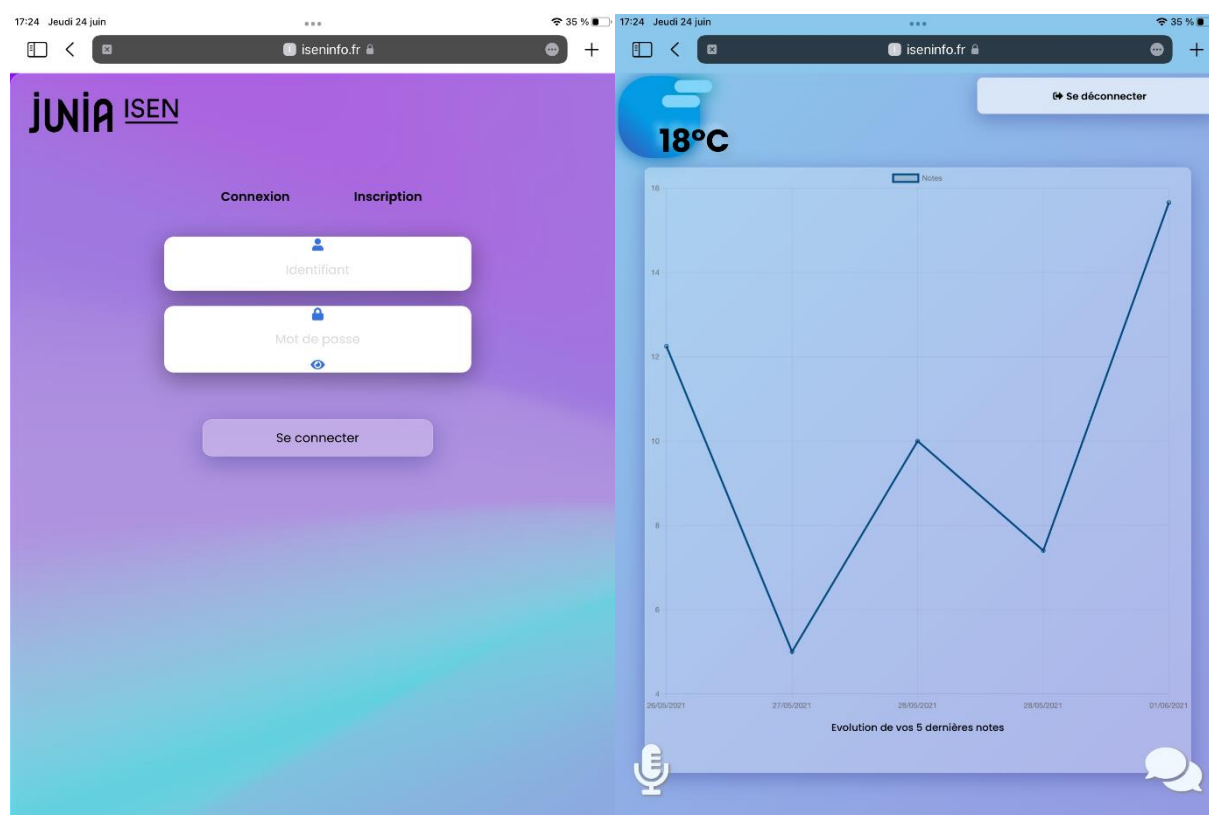 17:24 Jeudi 24 juin
35 %
iseninfo.fr
JUNIA ISEN
Connexion Inscription
Identifiant
Mot de passe
Se connecter
17:24 Jeudi 24 juin
35 %
iseninfo.fr
Se déconnecter
18°C
Notes
16
14
12
10
8
6
4
26/05/2021 27/05/2021 28/05/2021 28/05/2021 01/06/2021
Evolution de vos 5 dernières notes